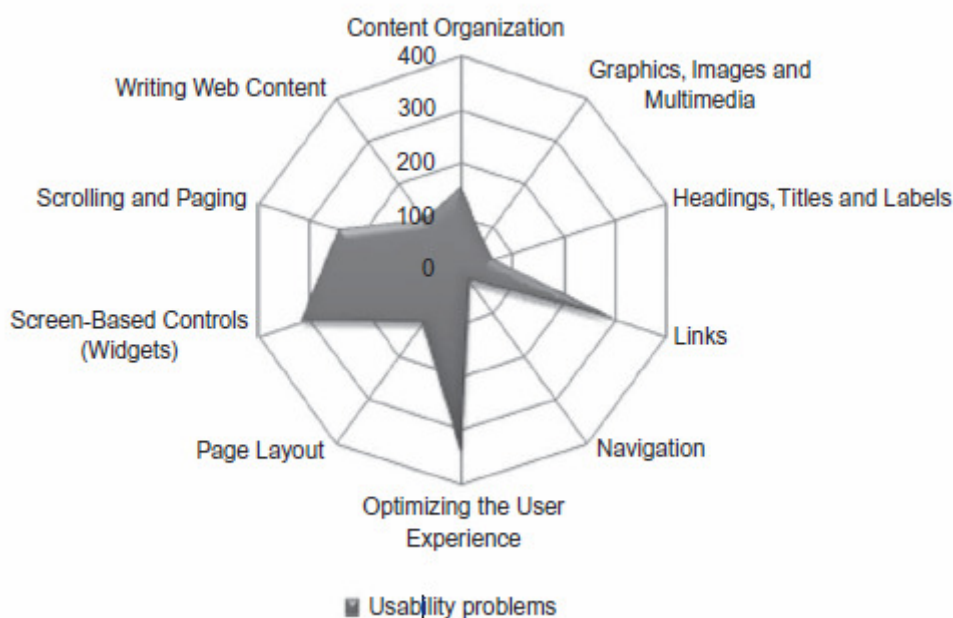 Content Organization
400
Graphics, Images and
Multimedia
Writing Web Content
300
200
Scrolling and Paging
Headings, Titles and Labels
100
0
Screen-Based Controls
(Widgets)
Links
Page Layout
Navigation
Optimizing the User
Experience
Usability problems